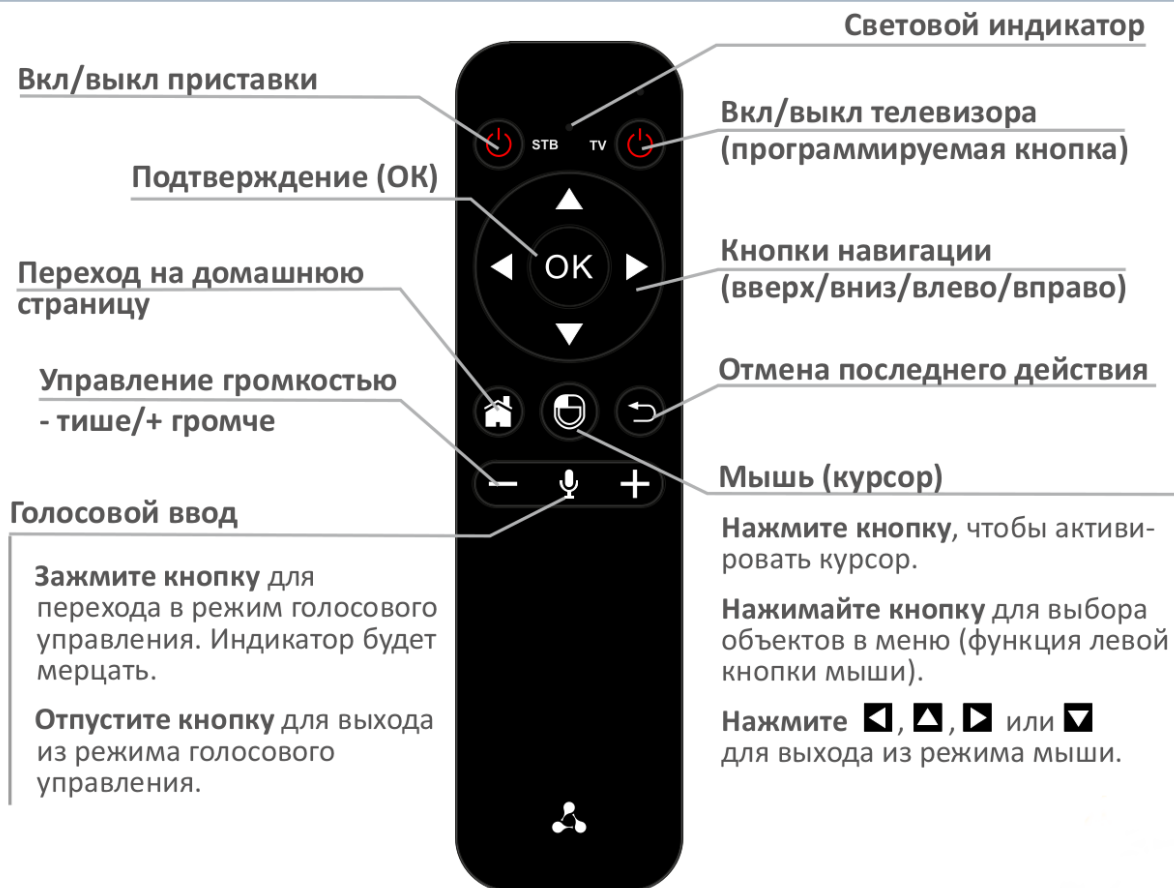 Световой индикатор
Вкл/выкл приставки
Вкл/выкл телевизора
(программируемая кнопка)
STB
TV
Подтверждение (ОК)
OK
Кнопки навигации
(вверх/вниз/влево/вправо)
Переход на домашнюю
страницу
Управление громкостью
- тише/+ громче
Отмена последнего действия
Голосовой ввод
Зажмите кнопку для
перехода в режим голосового
управления. Индикатор будет
мерцать.
Отпустите кнопку для выхода
из режима голосового
управления.
Мышь (курсор)
Нажмите кнопку, чтобы активи-
ровать курсор.
Нажимайте кнопку для выбора
объектов в меню (функция левой
кнопки мыши).
Нажмите ◀, ▲, ▶ или ▼
для выхода из режима мыши.